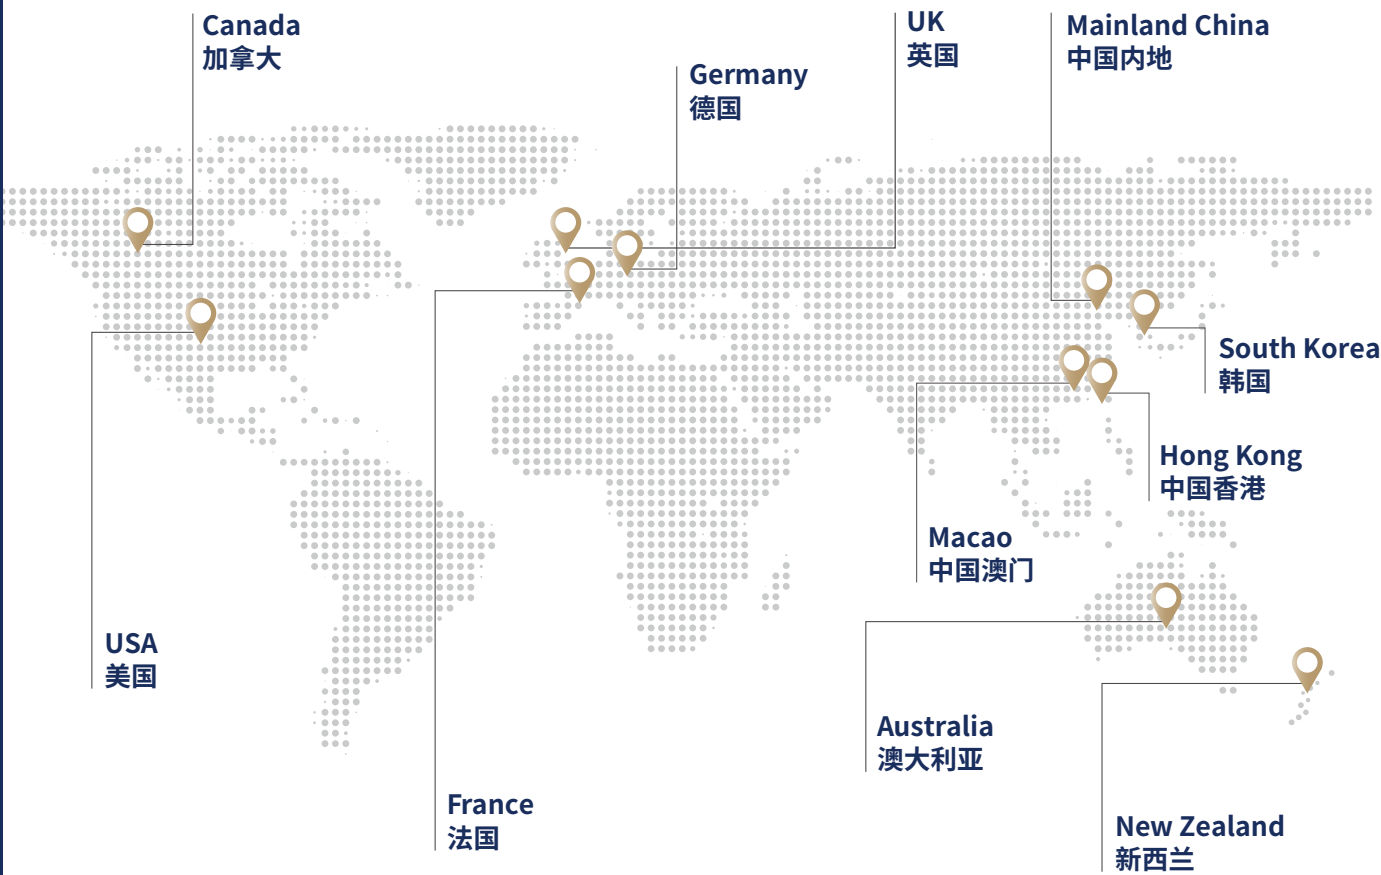 Canada
加拿大
Germany
德国
UK
英国
Mainland China
中国内地
South Korea
韩国
Hong Kong
中国香港
Macao
中国澳门
USA
美国
Australia
澳大利亚
France
法国
New Zealand
新西兰